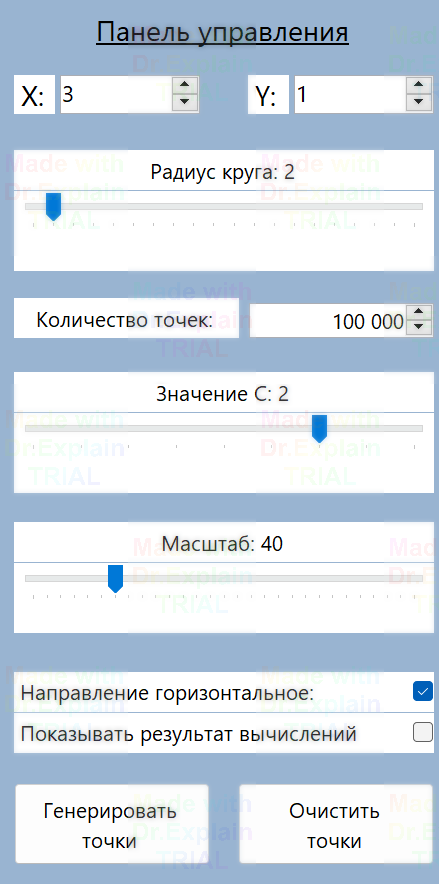 Панель управления
X: 3 Y: 1
Радиус круга: 2
Количество точек: 100 000
Значение C: 2
Масштаб: 40
Направление горизонтальное:
Показывать результат вычислений
Генерировать Очистить
точки точки
Made with
Dr.Explain
TRIAL